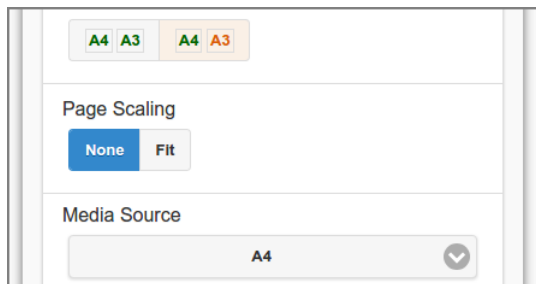 A4 A3 A4 A3
Page Scaling
None Fit
Media Source
A4